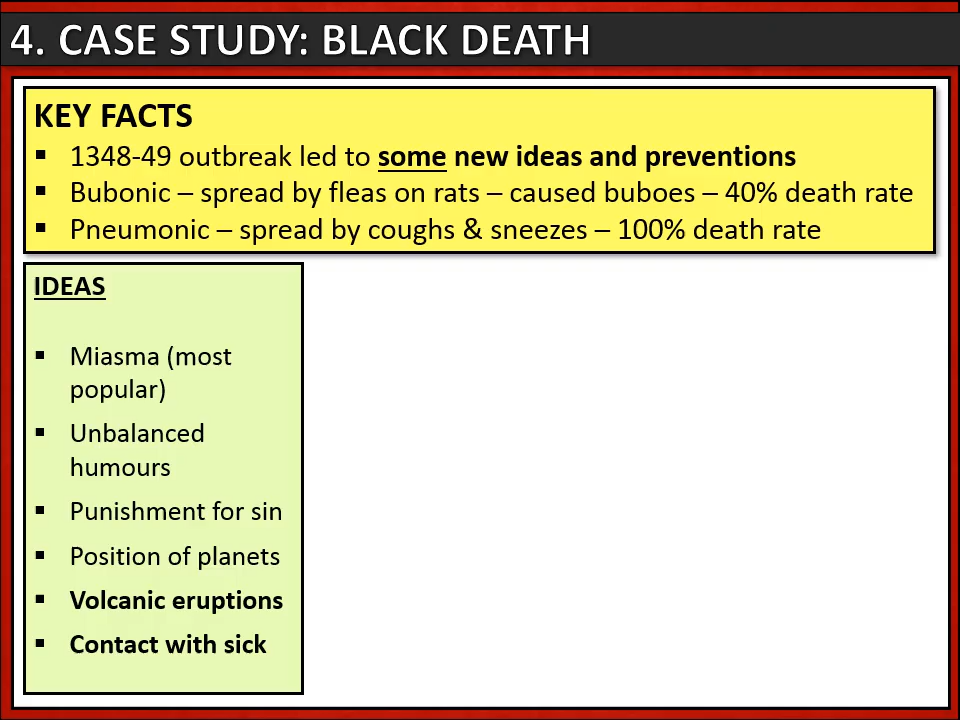 4. CASE STUDY: BLACK DEATH
KEY FACTS
▪ 1348-49 outbreak led to some new ideas and preventions
▪ Bubonic – spread by fleas on rats – caused buboes – 40% death rate
▪ Pneumonic – spread by coughs & sneezes – 100% death rate
IDEAS
▪ Miasma (most
popular)
▪ Unbalanced
humours
▪ Punishment for sin
▪ Position of planets
▪ Volcanic eruptions
▪ Contact with sick